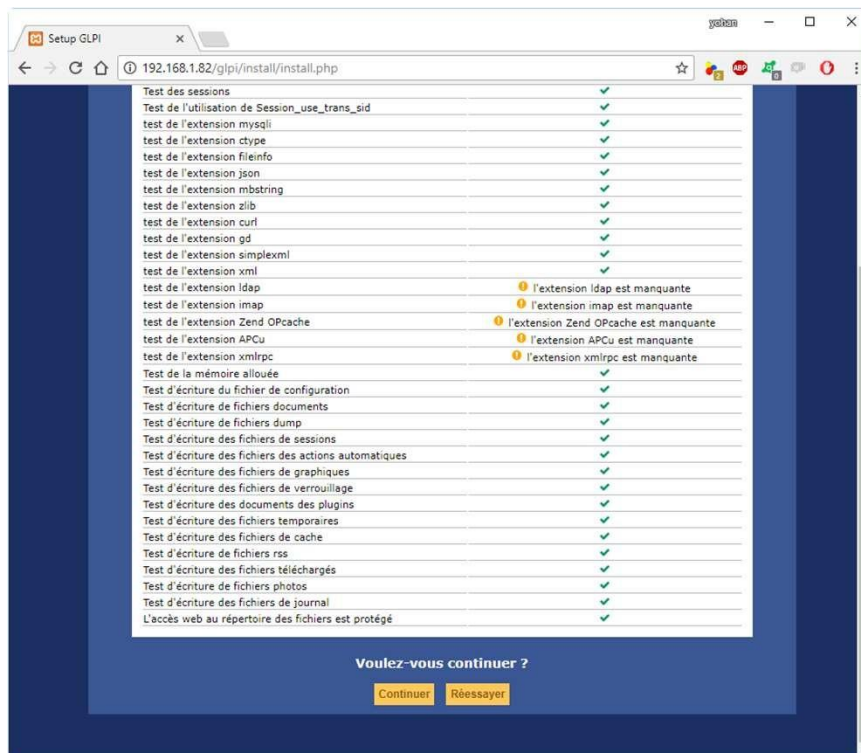 yohan
Setup GLPI
192.168.1.82/glpi/install/install.php
2 ABP 0
Test des sessions
Test de l'utilisation de Session_use_trans_sid
test de l'extension mysqli
test de l'extension ctype
test de l'extension fileinfo
test de l'extension json
test de l'extension mbstring
test de l'extension zlib
test de l'extension curl
test de l'extension gd
test de l'extension simplexml
test de l'extension xml
test de l'extension ldap l'extension ldap est manquante
test de l'extension imap l'extension imap est manquante
test de l'extension Zend OPcache l'extension Zend OPcache est manquante
test de l'extension APCu l'extension APCu est manquante
test de l'extension xmlrpc l'extension xmlrpc est manquante
Test de la mémoire allouée
Test d'écriture du fichier de configuration
Test d'écriture de fichiers documents
Test d'écriture de fichiers dump
Test d'écriture des fichiers de sessions
Test d'écriture des fichiers des actions automatiques
Test d'écriture des fichiers de graphiques
Test d'écriture des fichiers de verrouillage
Test d'écriture des documents des plugins
Test d'écriture des fichiers temporaires
Test d'écriture des fichiers de cache
Test d'écriture de fichiers rss
Test d'écriture des fichiers téléchargés
Test d'écriture de fichiers photos
Test d'écriture des fichiers de journal
L'accès web au répertoire des fichiers est protégé
Voulez-vous continuer ?
Continuer Réessayer